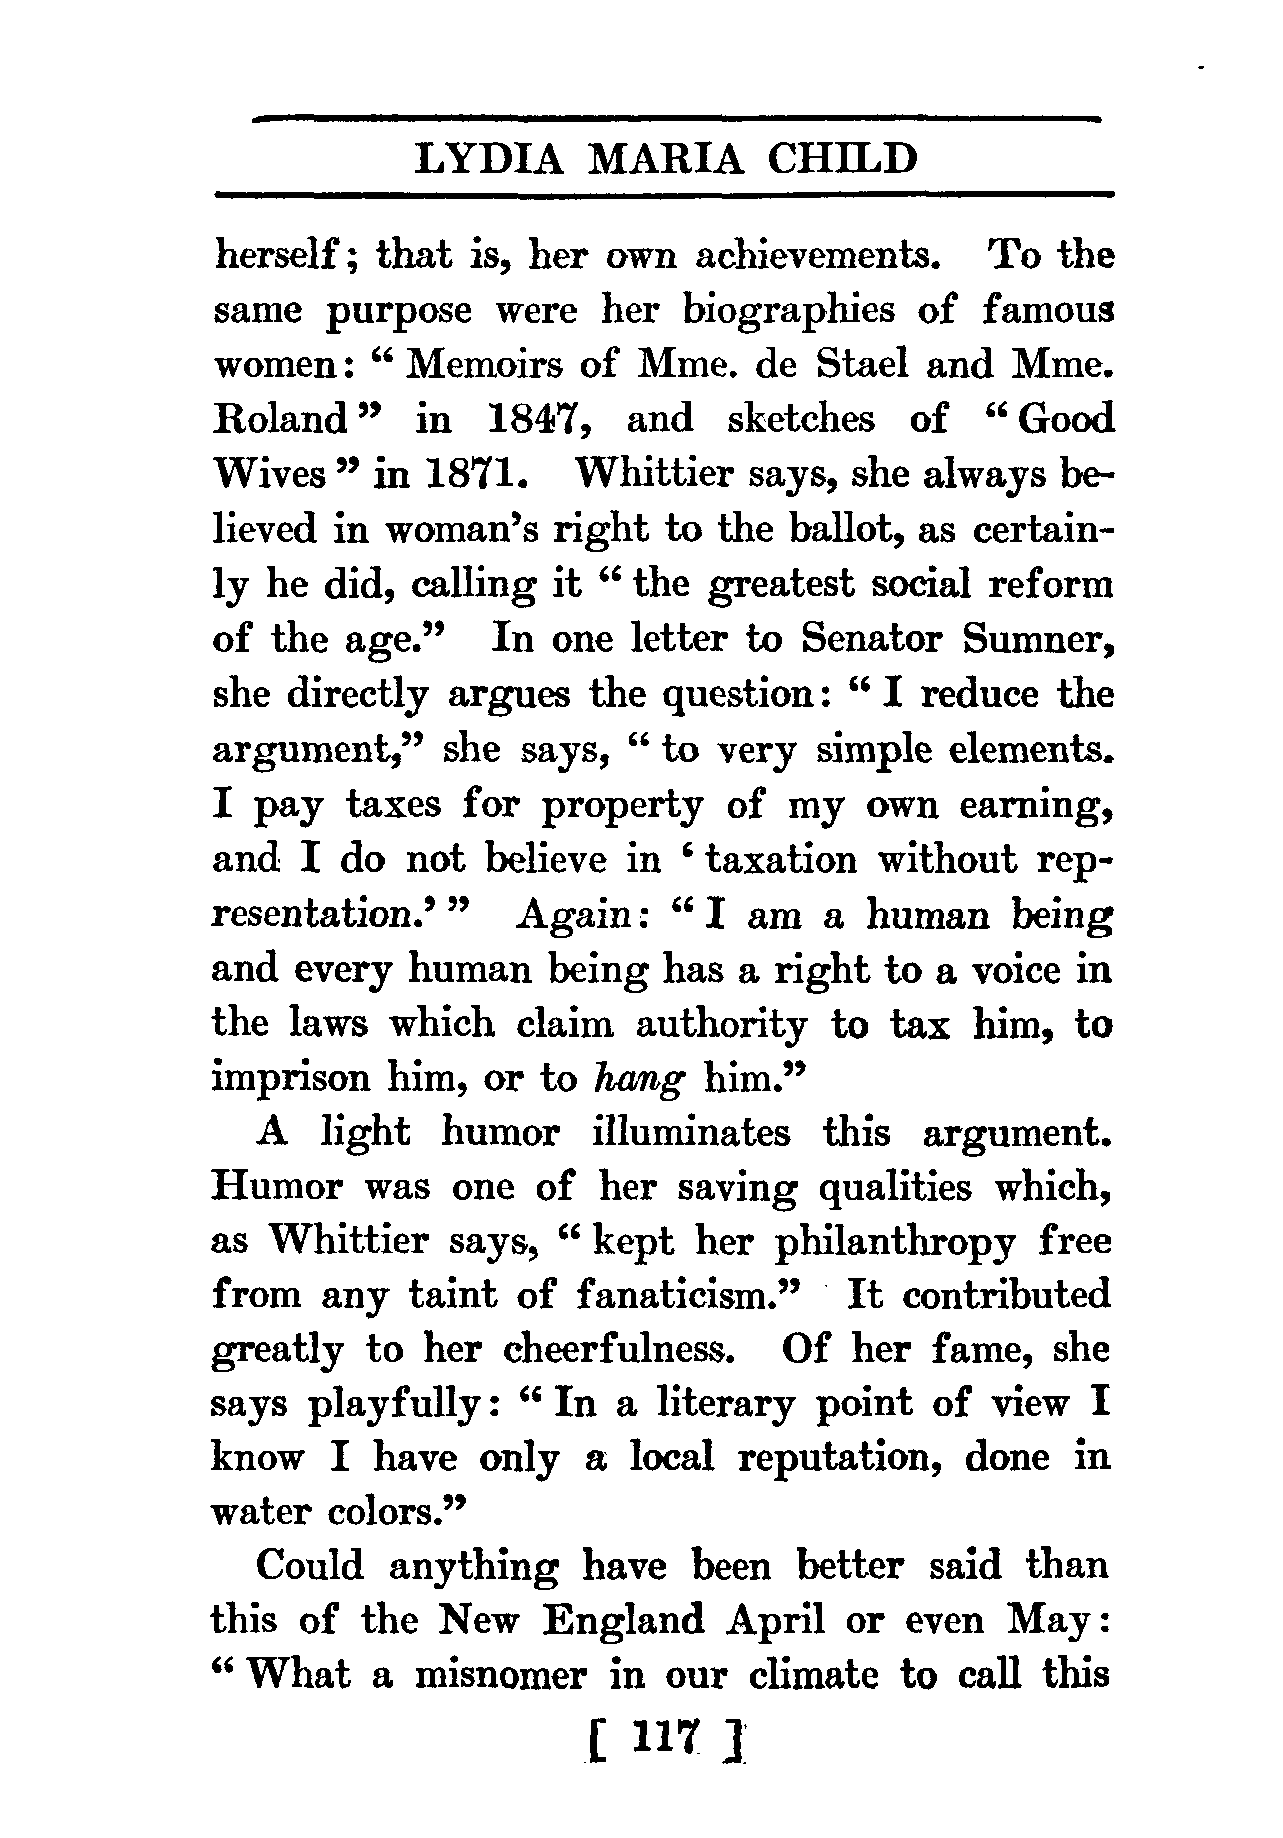 LYDIA MARIA CHILD
herself; that is, her own achievements. To the
same purpose were her biographies of famous
women: “ Memoirs of Mme. de Stael and Mme.
Roland ” in 1847, and sketches of “ Good
Wives ” in 1871. Whittier says, she always be-
lieved in woman’s right to the ballot, as certain-
ly he did, calling it “ the greatest social reform
of the age.” In one letter to Senator Sumner,
she directly argues the question: “ I reduce the
argument,” she says, “ to very simple elements.
I pay taxes for property of my own earning,
and I do not believe in ‘ taxation without rep-
resentation.’ ” Again: “ I am a human being
and every human being has a right to a voice in
the laws which claim authority to tax him, to
imprison him, or to hang him.”
A light humor illuminates this argument.
Humor was one of her saving qualities which,
as Whittier says, “ kept her philanthropy free
from any taint of fanaticism.” It contributed
greatly to her cheerfulness. Of her fame, she
says playfully: “ In a literary point of view I
know I have only a local reputation, done in
water colors.”
Could anything have been better said than
this of the New England April or even May:
“ What a misnomer in our climate to call this
[ 117 ]